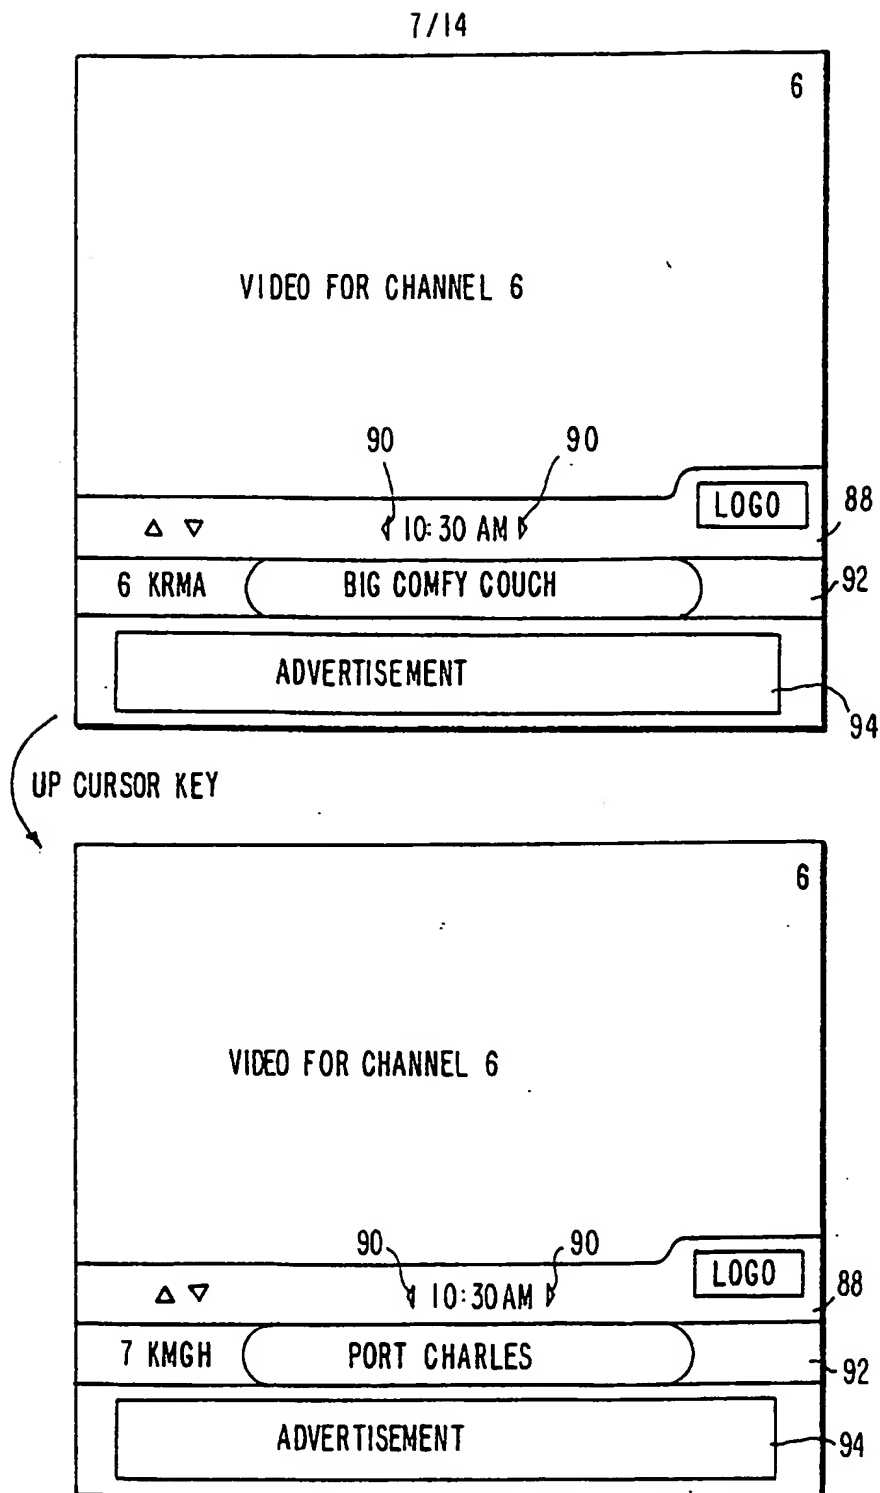 7/14
6
VIDEO FOR CHANNEL 6
90 90
LOGO 88
△ ▽ ◁ 10:30 AM ▷
6 KRMA BIG COMFY COUCH 92
ADVERTISEMENT
94
UP CURSOR KEY
6
VIDEO FOR CHANNEL 6
90 90
LOGO 88
△ ▽ ◁ 10:30 AM ▷
7 KMGH PORT CHARLES 92
ADVERTISEMENT 94